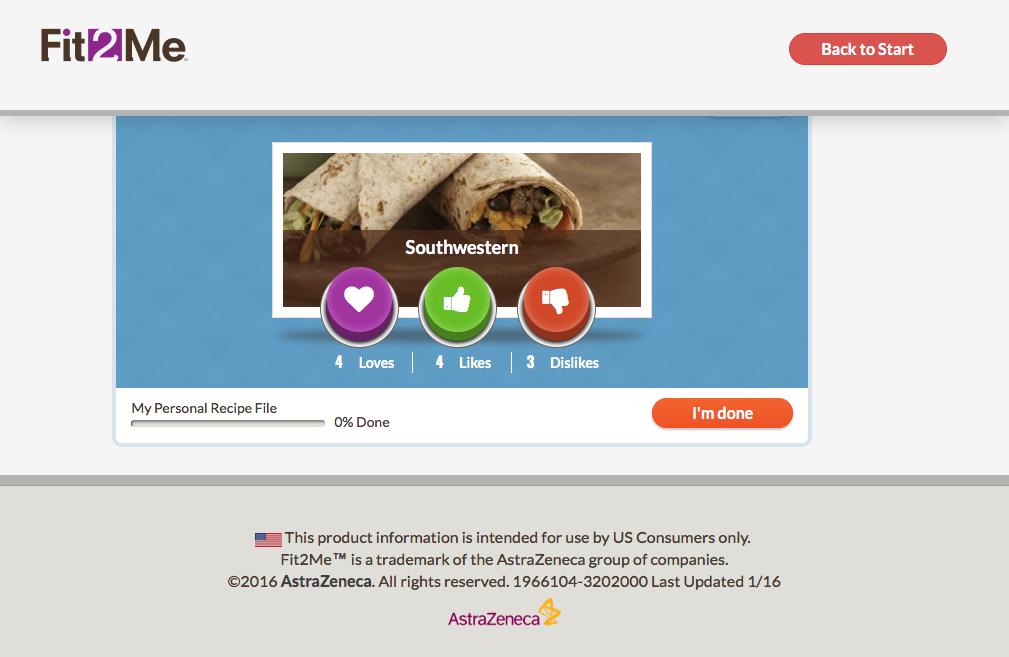 Fit2Me™
Back to Start
Southwestern
4 Loves
4 Likes
3 Dislikes
My Personal Recipe File
0% Done
I'm done
This product information is intended for use by US Consumers only.
Fit2Me™ is a trademark of the AstraZeneca group of companies.
©2016 AstraZeneca. All rights reserved. 1966104-3202000 Last Updated 1/16
AstraZeneca